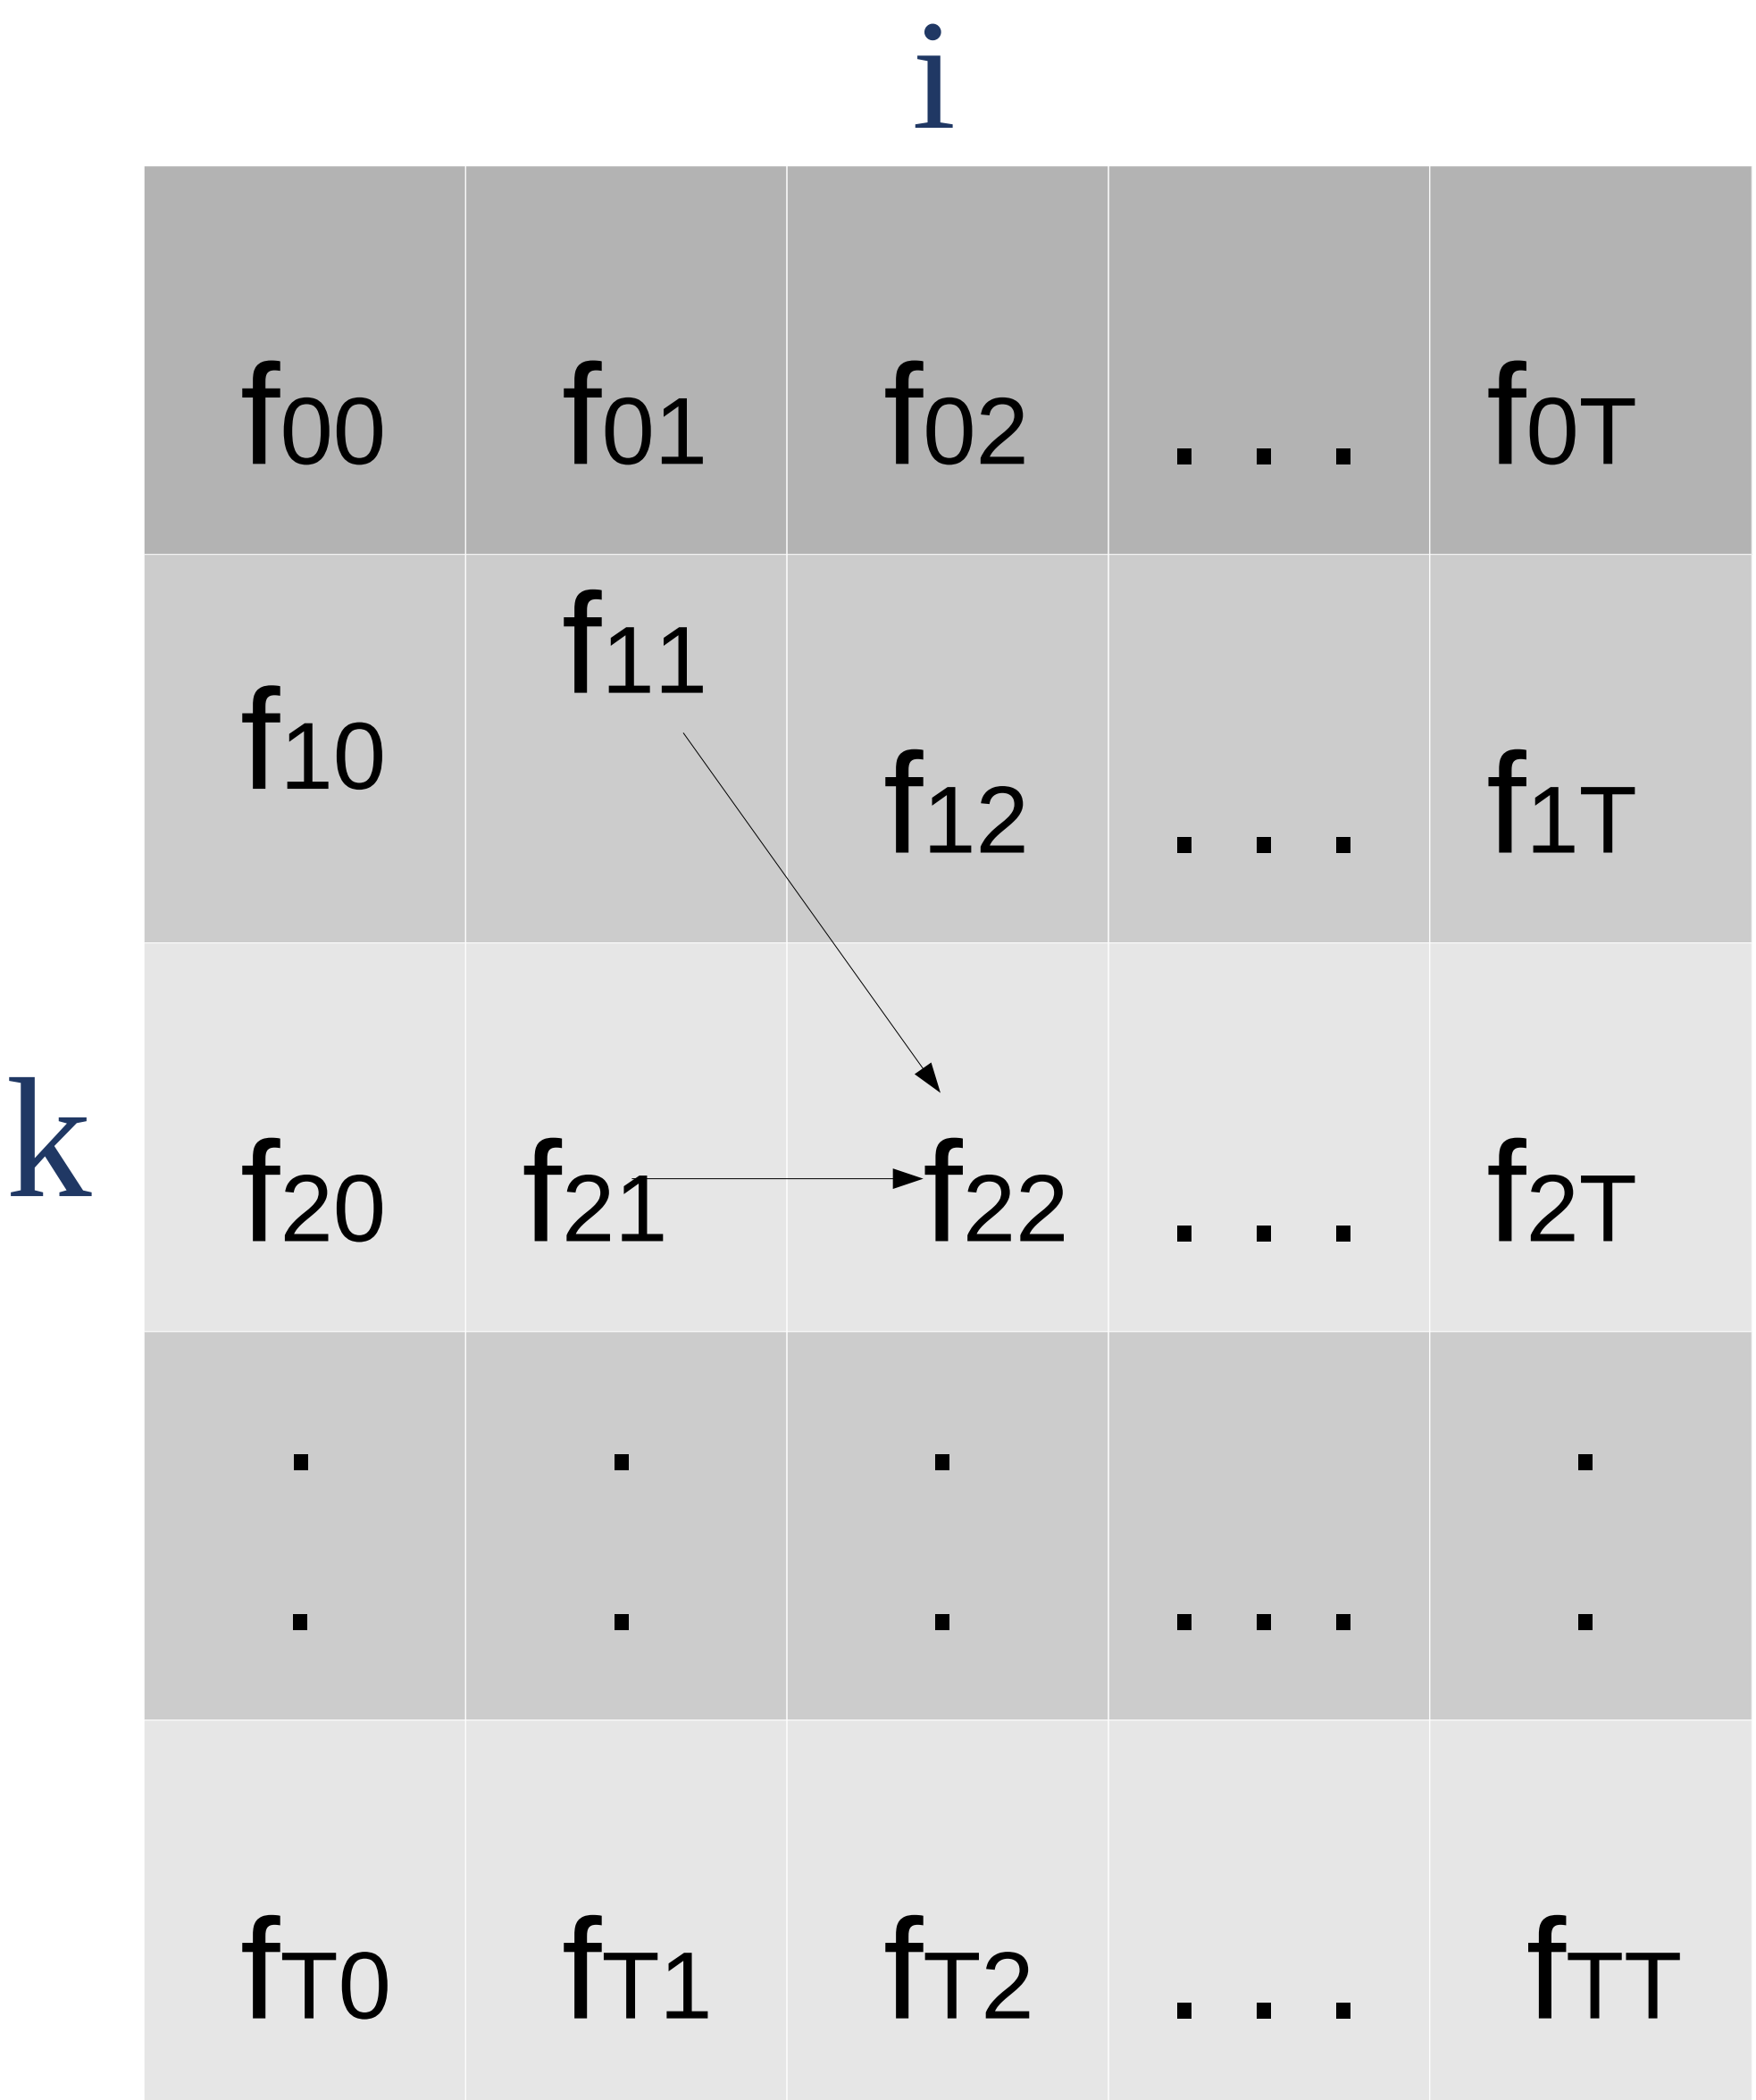 i
f00 f01 f02 . . . f0T
f10 f11 f12 . . . f1T
k
f20 f21 f22 . . . f2T
. . . .
. . . . . . .
fT0 fT1 fT2 . . . fTT